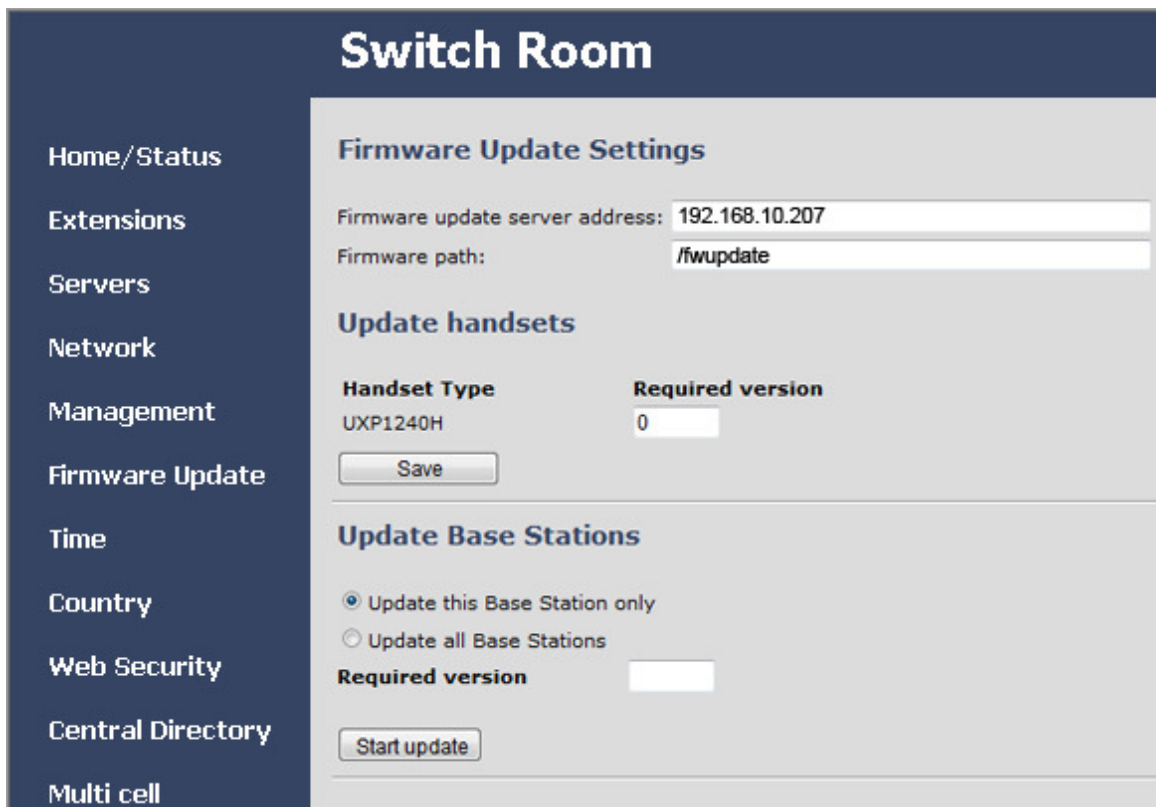 Switch Room
Home/Status
Extensions
Servers
Network
Management
Firmware Update
Time
Country
Web Security
Central Directory
Multi cell
Firmware Update Settings
Firmware update server address: 192.168.10.207
Firmware path: /fwupdate
Update handsets
Handset Type Required version
UXP1240H 0
Save
Update Base Stations
Update this Base Station only
Update all Base Stations
Required version
Start update